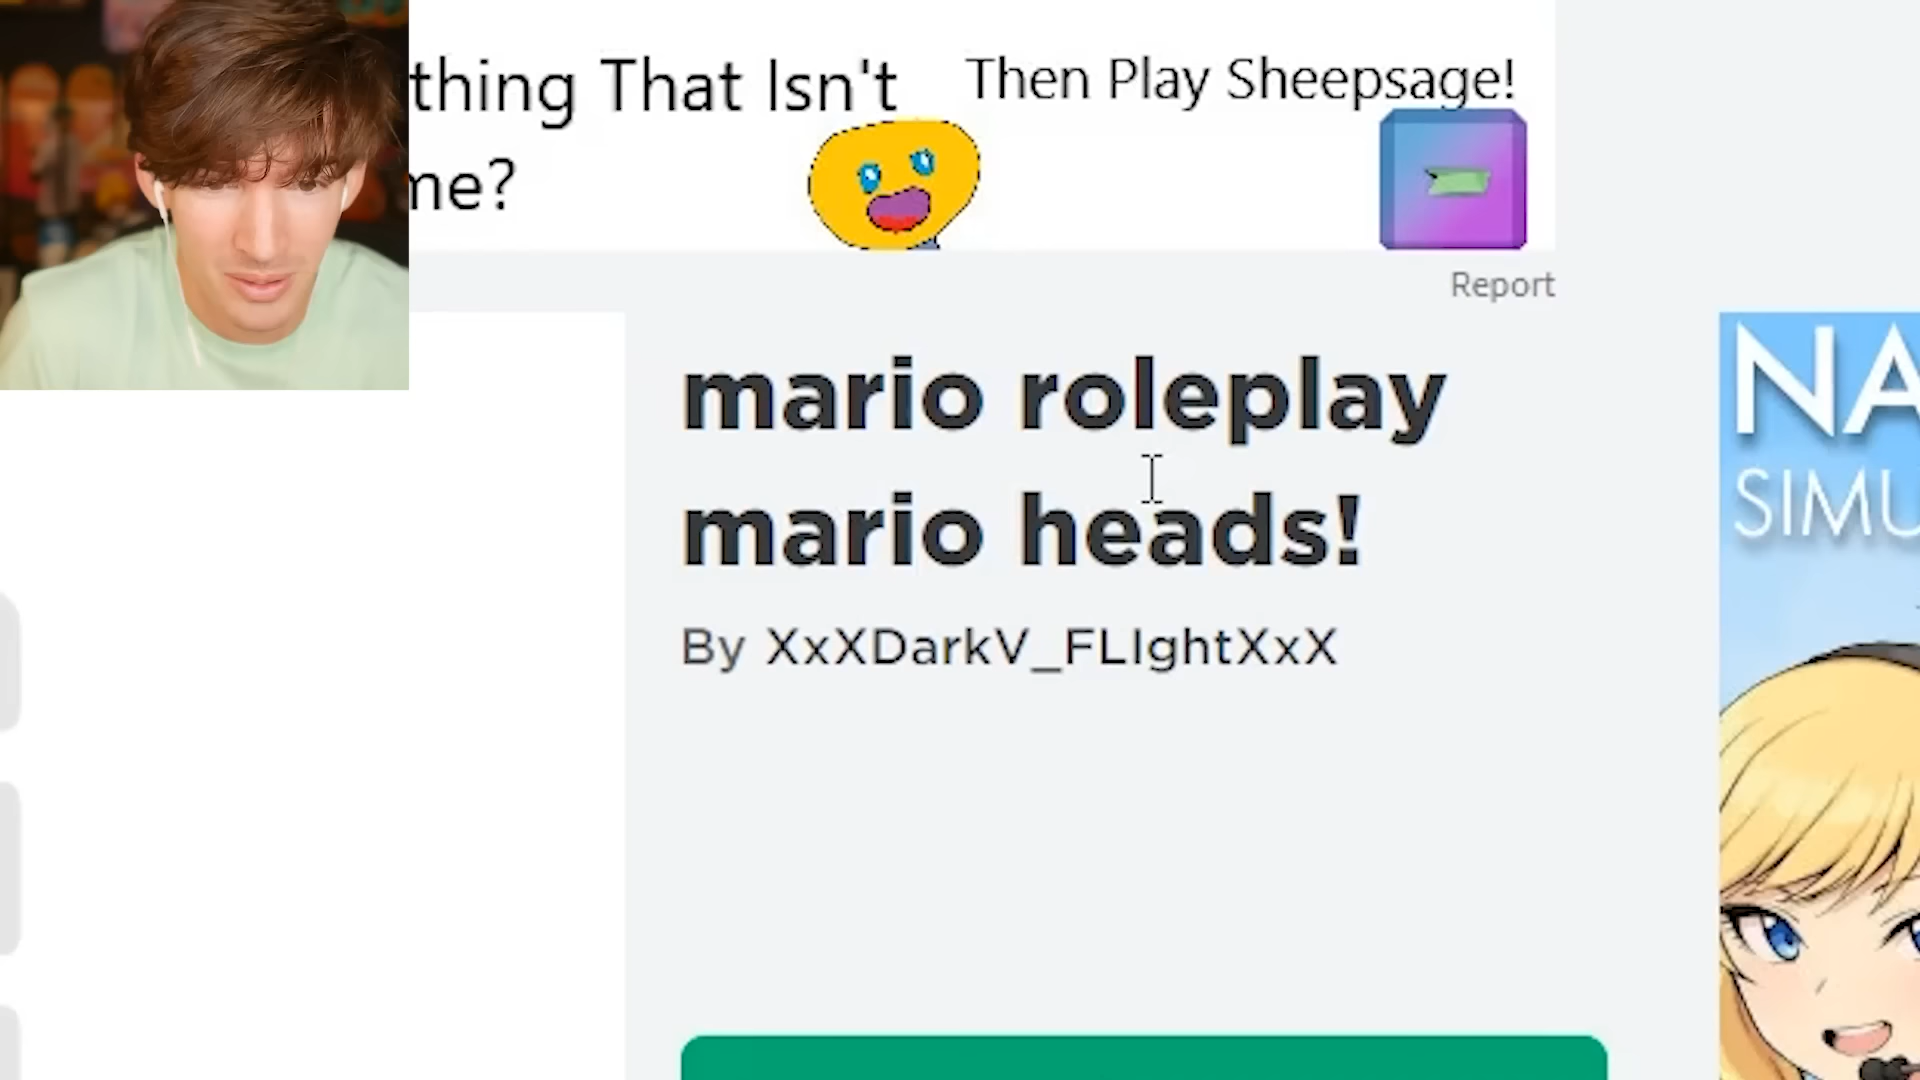 thing That Isn't
me?
Then Play Sheepsage!
Report
mario roleplay
mario heads!
By XxXDarkV_FLIghtXxX
NA
SIMU